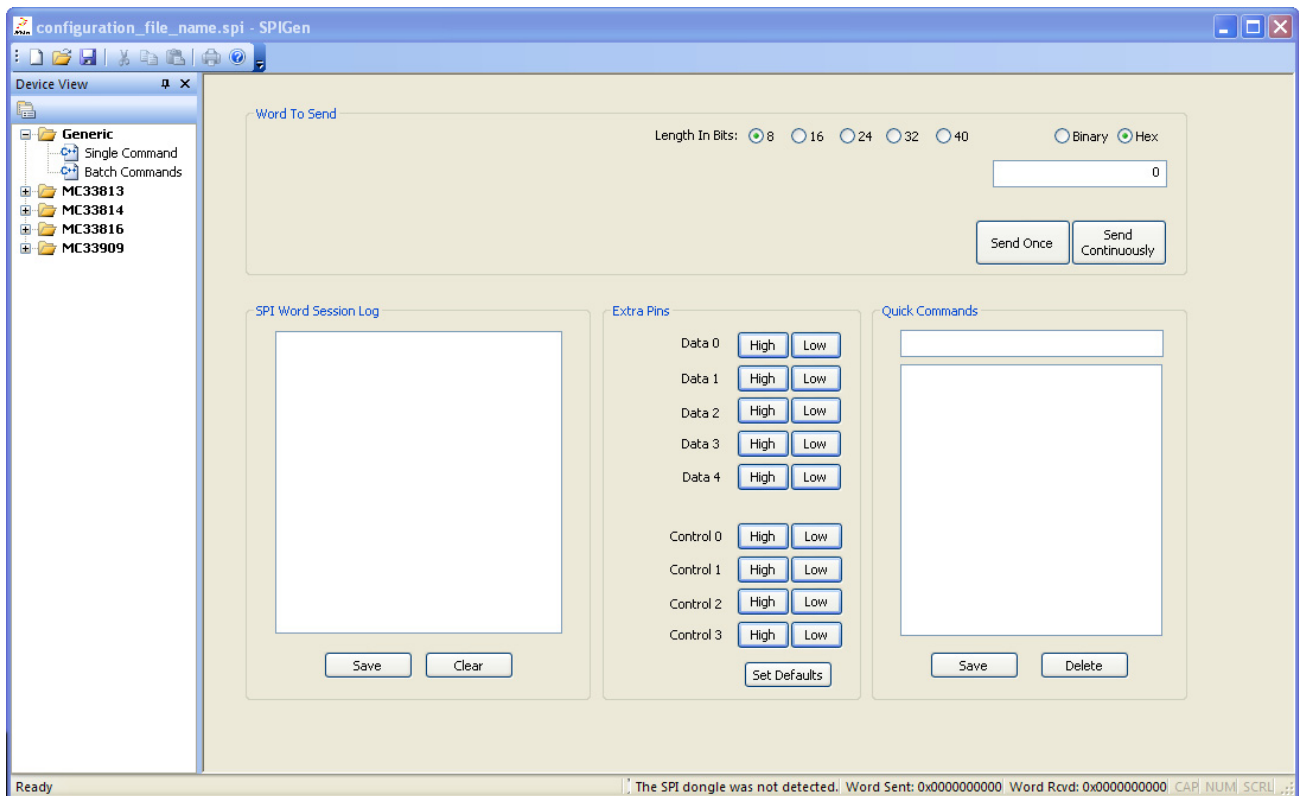 configuration_file_name.spi - SPIGen
Device View
Generic
Single Command
Batch Commands
MC33813
MC33814
MC33816
MC33909
Word To Send
Length In Bits: 8 16 24 32 40 Binary Hex
0
Send Once
Send Continuously
SPI Word Session Log
Save Clear
Extra Pins
Data 0 High Low
Data 1 High Low
Data 2 High Low
Data 3 High Low
Data 4 High Low
Control 0 High Low
Control 1 High Low
Control 2 High Low
Control 3 High Low
Set Defaults
Quick Commands
Save Delete
Ready The SPI dongle was not detected. Word Sent: 0x0000000000 Word Rcvd: 0x0000000000 CAP NUM SCRL